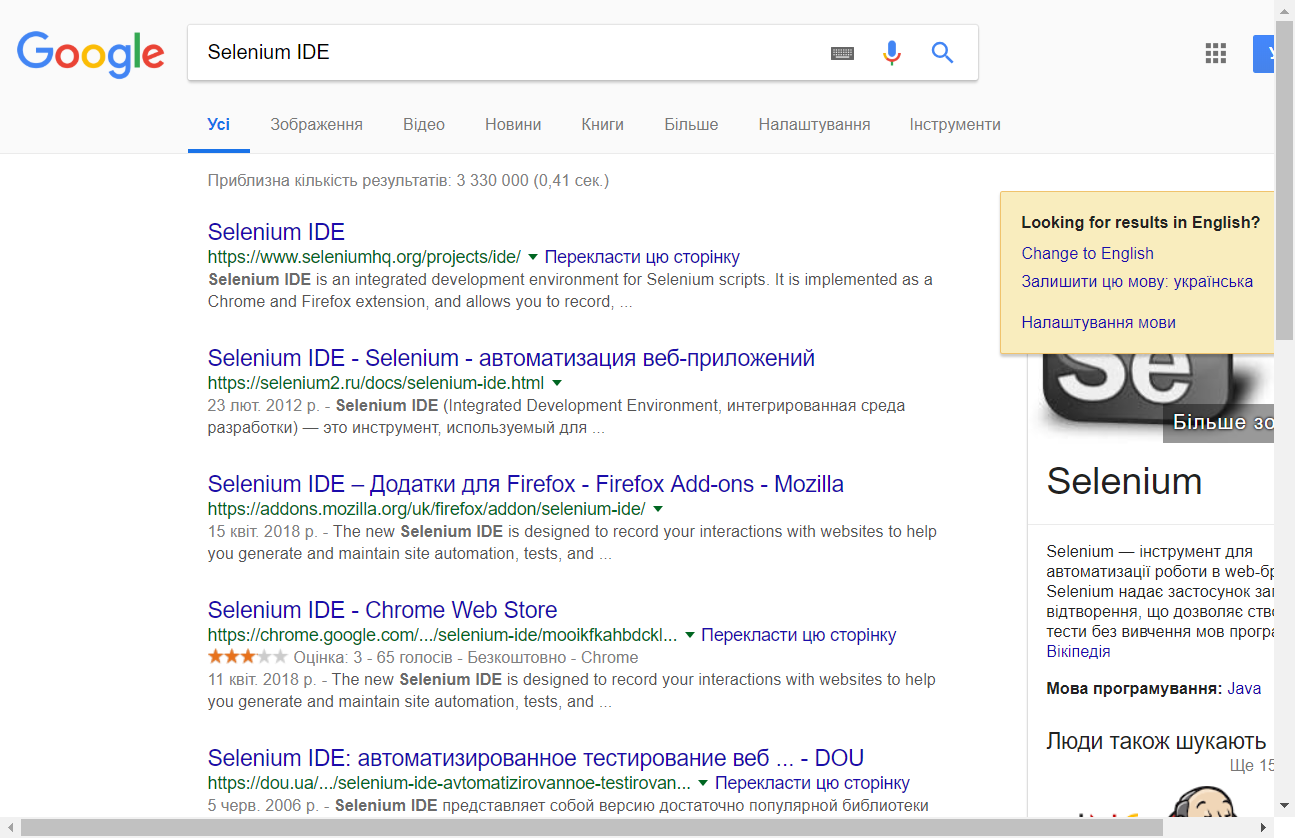 Google
Selenium IDE
Усі Зображення Відео Новини Книги Більше Налаштування Інструменти
Приблизна кількість результатів: 3 330 000 (0,41 сек.)
Selenium IDE
https://www.seleniumhq.org/projects/ide/ Перекласти цю сторінку
Selenium IDE is an integrated development environment for Selenium scripts. It is implemented as a
Chrome and Firefox extension, and allows you to record, ...
Selenium IDE - Selenium - автоматизация веб-приложений
https://selenium2.ru/docs/selenium-ide.html
23 лют. 2012 р. - Selenium IDE (Integrated Development Environment, интегрированная среда
разработки) — это инструмент, используемый для ...
Selenium IDE – Додатки для Firefox - Firefox Add-ons - Mozilla
https://addons.mozilla.org/uk/firefox/addon/selenium-ide/
15 квіт. 2018 р. - The new Selenium IDE is designed to record your interactions with websites to help
you generate and maintain site automation, tests, and ...
Selenium IDE - Chrome Web Store
https://chrome.google.com/.../selenium-ide/mooikfkahbdckl... Перекласти цю сторінку
Оцінка: 3 - 65 голосів - Безкоштовно - Chrome
11 квіт. 2018 р. - The new Selenium IDE is designed to record your interactions with websites to help
you generate and maintain site automation, tests, and ...
Selenium IDE: автоматизированное тестирование веб ... - DOU
https://dou.ua/.../selenium-ide-avtomatizirovannoe-testirovan... Перекласти цю сторінку
5 черв. 2006 р. - Selenium IDE представляет собой версию достаточно популярной библиотеки
Looking for results in English?
Change to English
Залишити цю мову: українська
Налаштування мови
Se
Більше
Selenium
Selenium — інструмент для
автоматизації роботи в
Selenium надає застосунок
відтворення, що дозволяє
тести без вивчення мов
Вікіпедія
Мова програмування: Java
Люди також шукають
Ще 15